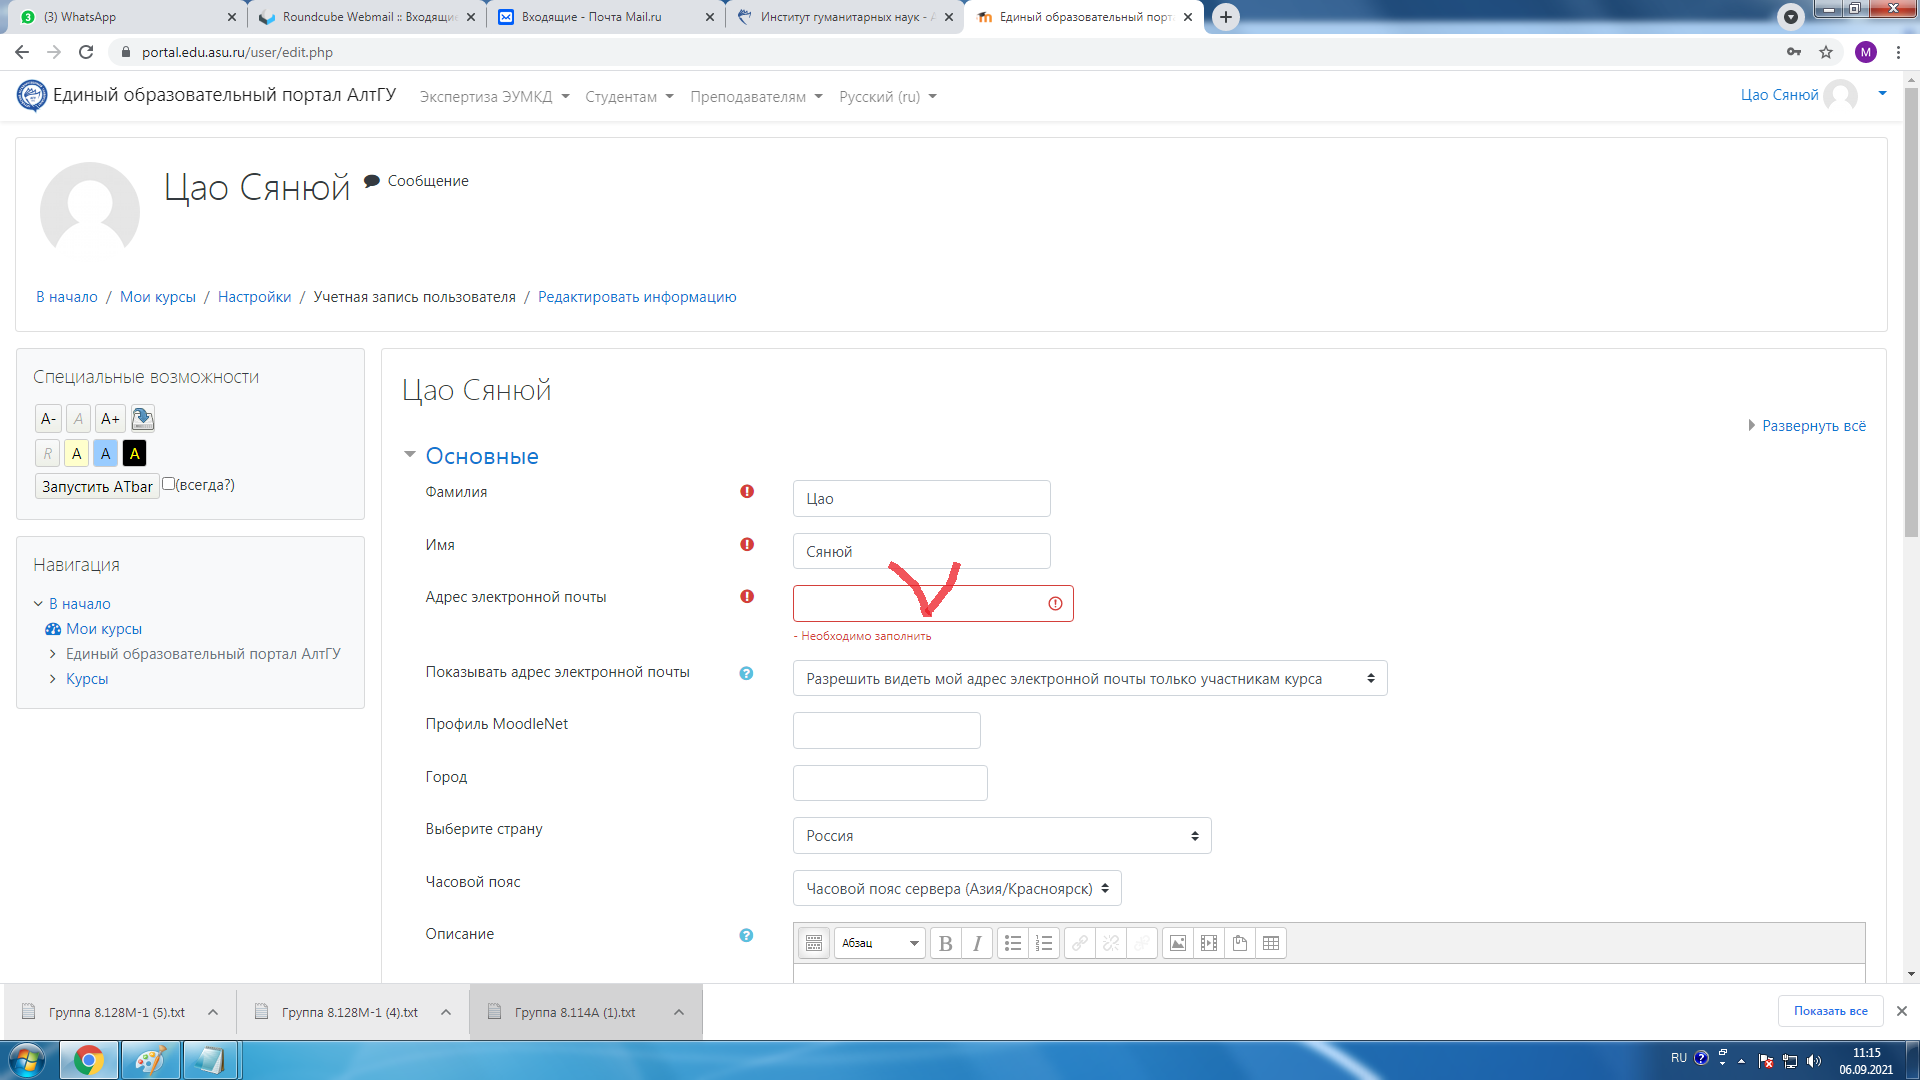 (3) WhatsApp
Roundcube Webmail :: Входящие
Входящие - Почта Mail.ru
Институт гуманитарных наук - А
Единый образовательный порт
portal.edu.asu.ru/user/edit.php
M
Единый образовательный портал АлтГУ
Экспертиза ЭУМКД
Студентам
Преподавателям
Русский (ru)
Цао Сянюй
Цао Сянюй
Сообщение
В начало / Мои курсы / Настройки / Учетная запись пользователя / Редактировать информацию
Специальные возможности
A- A A+
R A A A
Запустить ATbar (всегда?)
Навигация
В начало
Мои курсы
Единый образовательный портал АлтГУ
Курсы
Цао Сянюй
Развернуть всё
Основные
Фамилия
Цао
Имя
Сянюй
Адрес электронной почты
- Необходимо заполнить
Показывать адрес электронной почты
Разрешить видеть мой адрес электронной почты только участникам курса
Профиль MoodleNet
Город
Выберите страну
Россия
Часовой пояс
Часовой пояс сервера (Азия/Красноярск)
Описание
Абзац
B I
Группа 8.128М-1 (5).txt
Группа 8.128М-1 (4).txt
Группа 8.114А (1).txt
Показать все
RU
11:15
06.09.2021